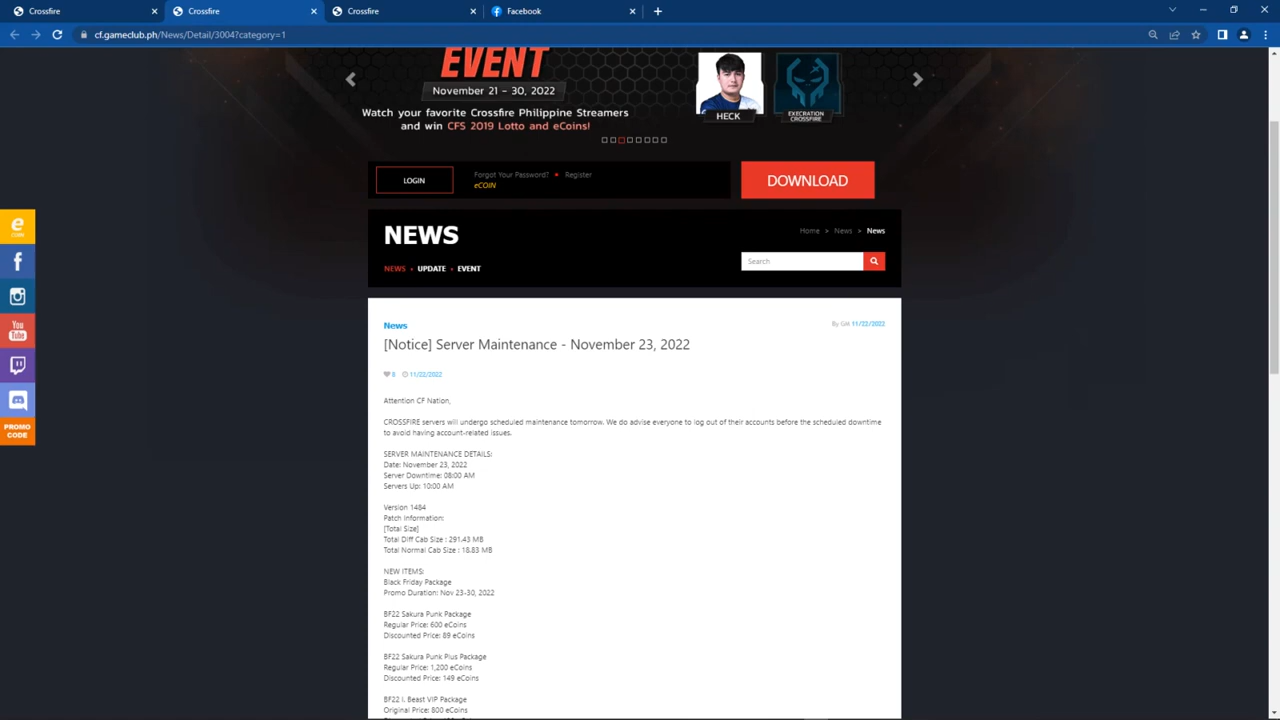 Crossfire
Crossfire
Crossfire
Facebook
cf.gameclub.ph/News/Detail/3004?category=1
EVENT
November 21 - 30, 2022
Watch your favorite Crossfire Philippine Streamers
and win CFS 2019 Lotto and eCoins!
HECK
EXECRATION
CROSSFIRE
LOGIN
Forgot Your Password?
Register
eCOIN
DOWNLOAD
NEWS
Home > News > News
NEWS • UPDATE • EVENT
Search
e
COIN
You
Tube
PROMO
CODE
News
By GM 11/22/2022
[Notice] Server Maintenance - November 23, 2022
11/22/2022
Attention CF Nation,
CROSSFIRE servers will undergo scheduled maintenance tomorrow. We do advise everyone to log out of their accounts before the scheduled downtime
to avoid having account-related issues.
SERVER MAINTENANCE DETAILS:
Date: November 23, 2022
Server Downtime: 08:00 AM
Servers Up: 10:00 AM
Version 1484
Patch Information:
[Total Size]
Total Diff Cab Size : 291.43 MB
Total Normal Cab Size : 18.83 MB
NEW ITEMS:
Black Friday Package
Promo Duration: Nov 23-30, 2022
BF22 Sakura Punk Package
Regular Price: 600 eCoins
Discounted Price: 89 eCoins
BF22 Sakura Punk Plus Package
Regular Price: 1,200 eCoins
Discounted Price: 149 eCoins
BF22 I, Beast VIP Package
Original Price: 800 eCoins